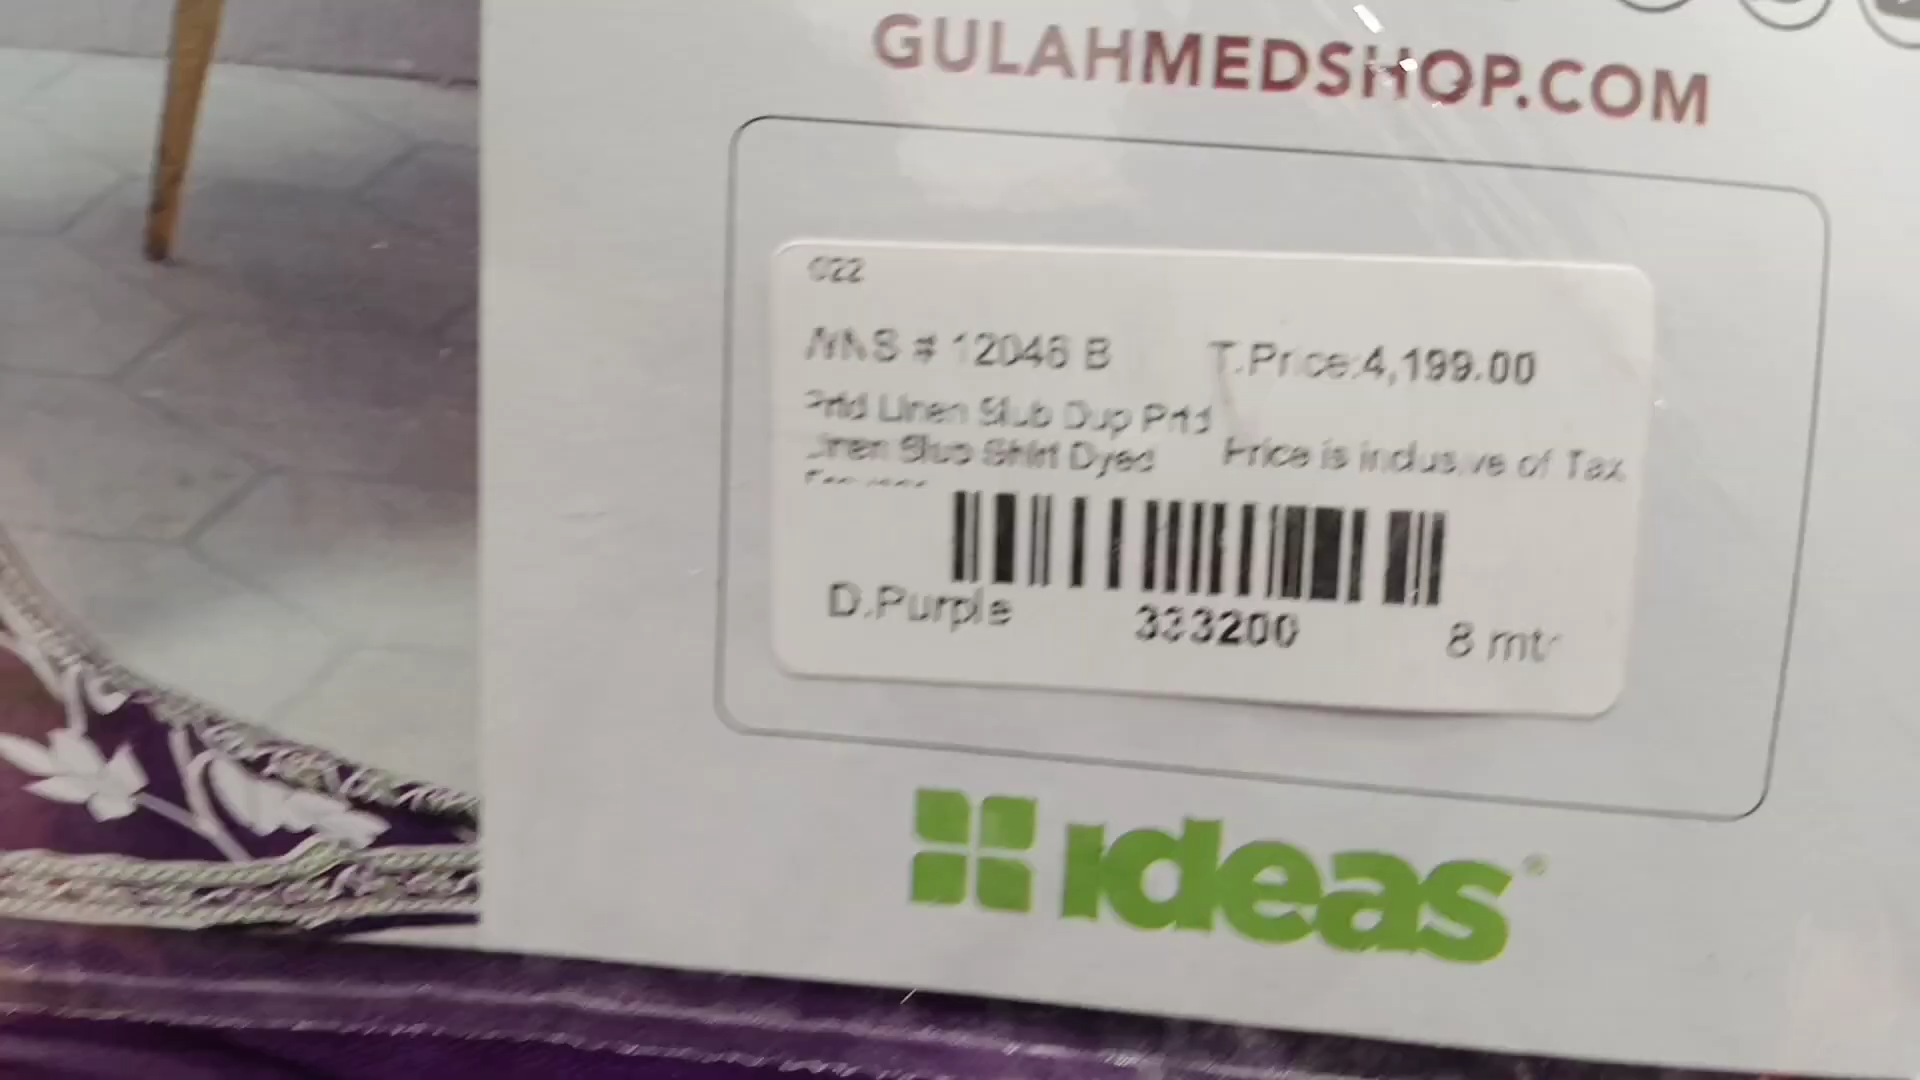 GULAHMEDSHOP.COM
022
# 12046 B T.Price:4,199.00
Prtd Linen Slub Dup Prtd
Linen Slub Shirt Dyed Price is inclusive of Tax
D.Purple 333200 8 mtr
ideas®